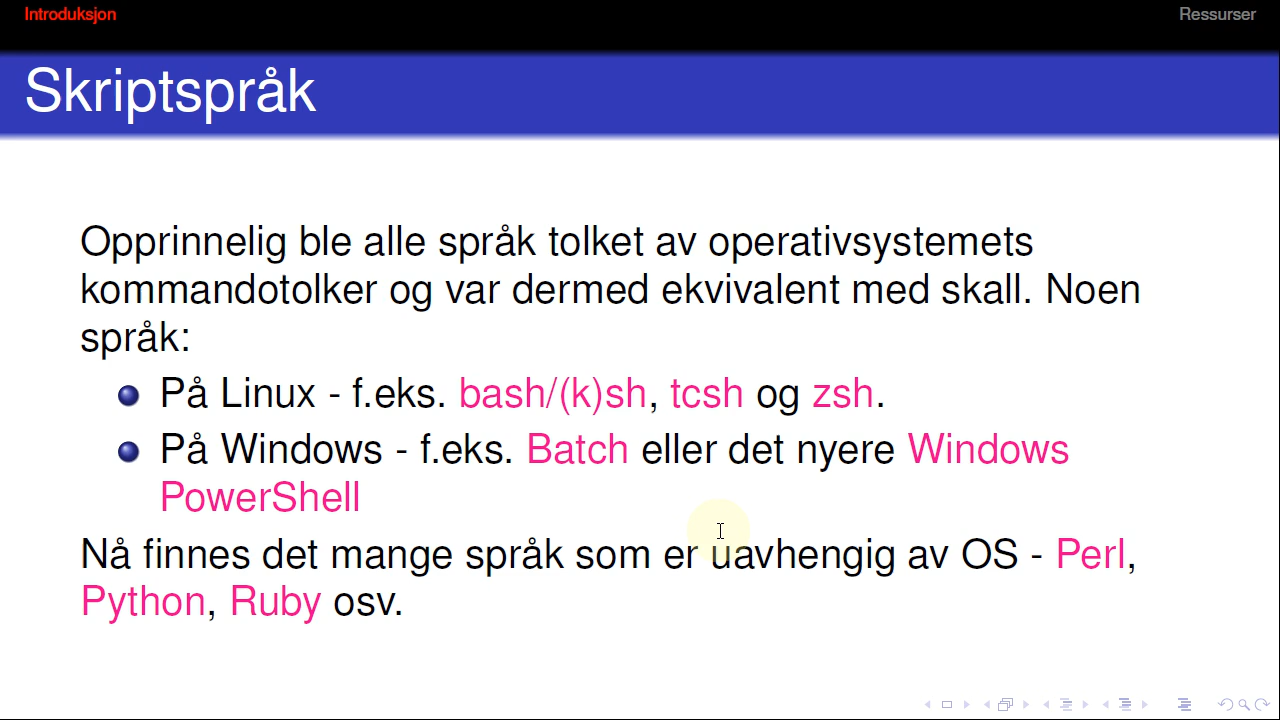 Introduksjon
Ressurser
Skriptspråk
Opprinnelig ble alle språk tolket av operativsystemets
kommandotolker og var dermed ekvivalent med skall. Noen
språk:
På Linux - f.eks. bash/(k)sh, tcsh og zsh.
På Windows - f.eks. Batch eller det nyere Windows
PowerShell
Nå finnes det mange språk som er uavhengig av OS - Perl,
Python, Ruby osv.